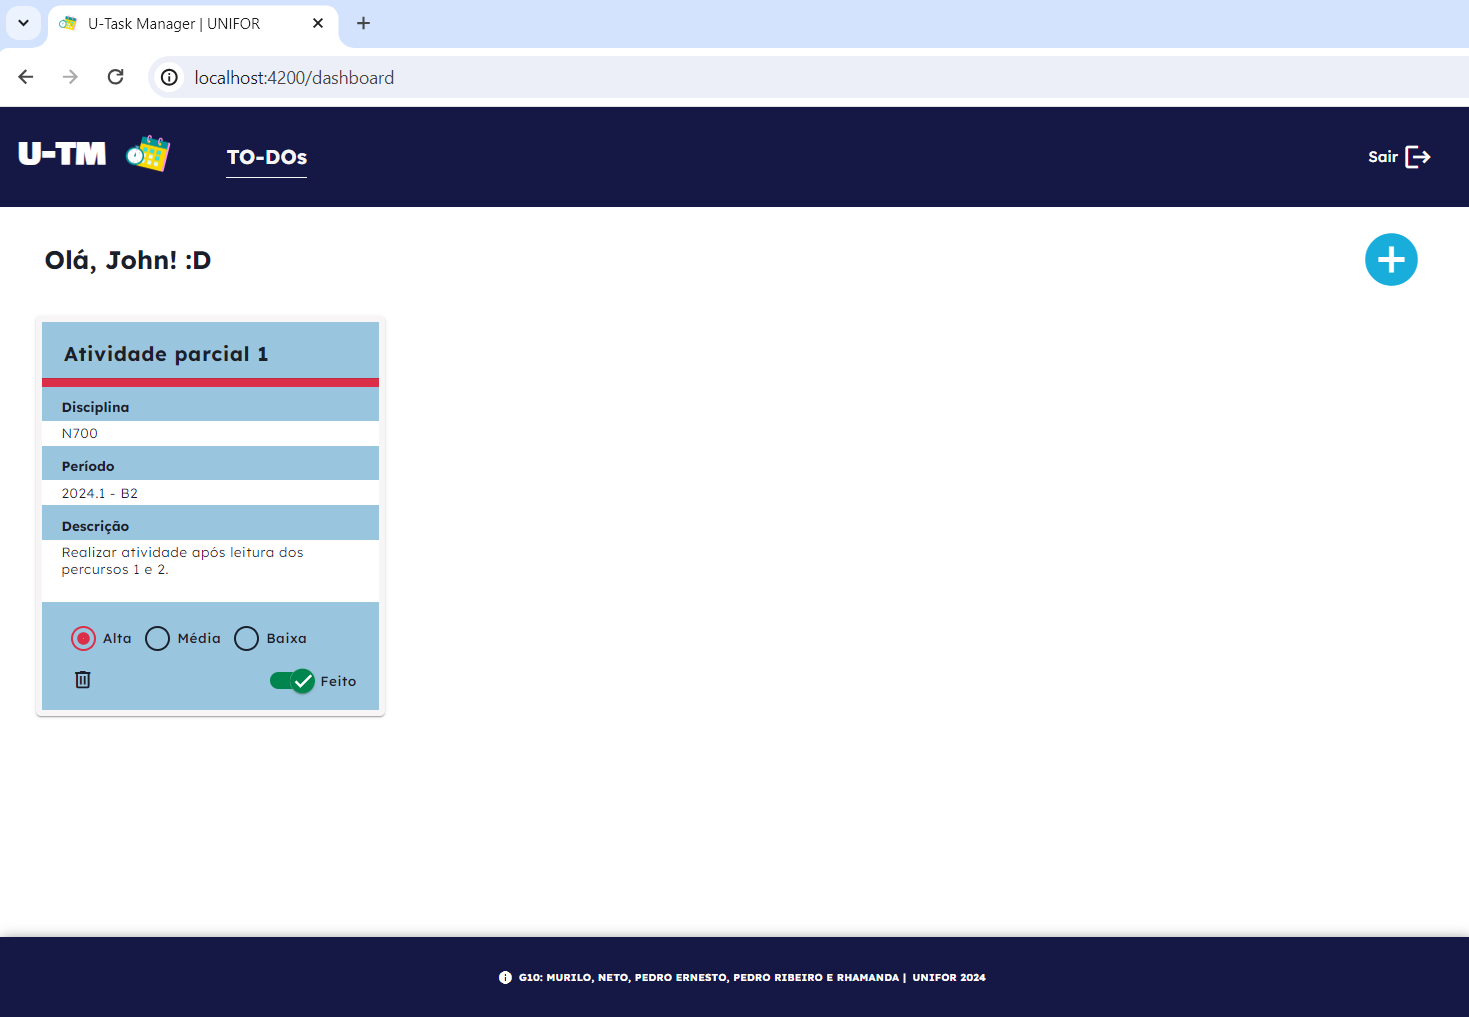 U-Task Manager | UNIFOR
localhost:4200/dashboard
U-TM
TO-DOs
Sair
Olá, John! :D
Atividade parcial 1
Disciplina
N700
Período
2024.1 - B2
Descrição
Realizar atividade após leitura dos
percursos 1 e 2.
Alta Média Baixa
Feito
G10: MURILO, NETO, PEDRO ERNESTO, PEDRO RIBEIRO E RHAMANDA | UNIFOR 2024